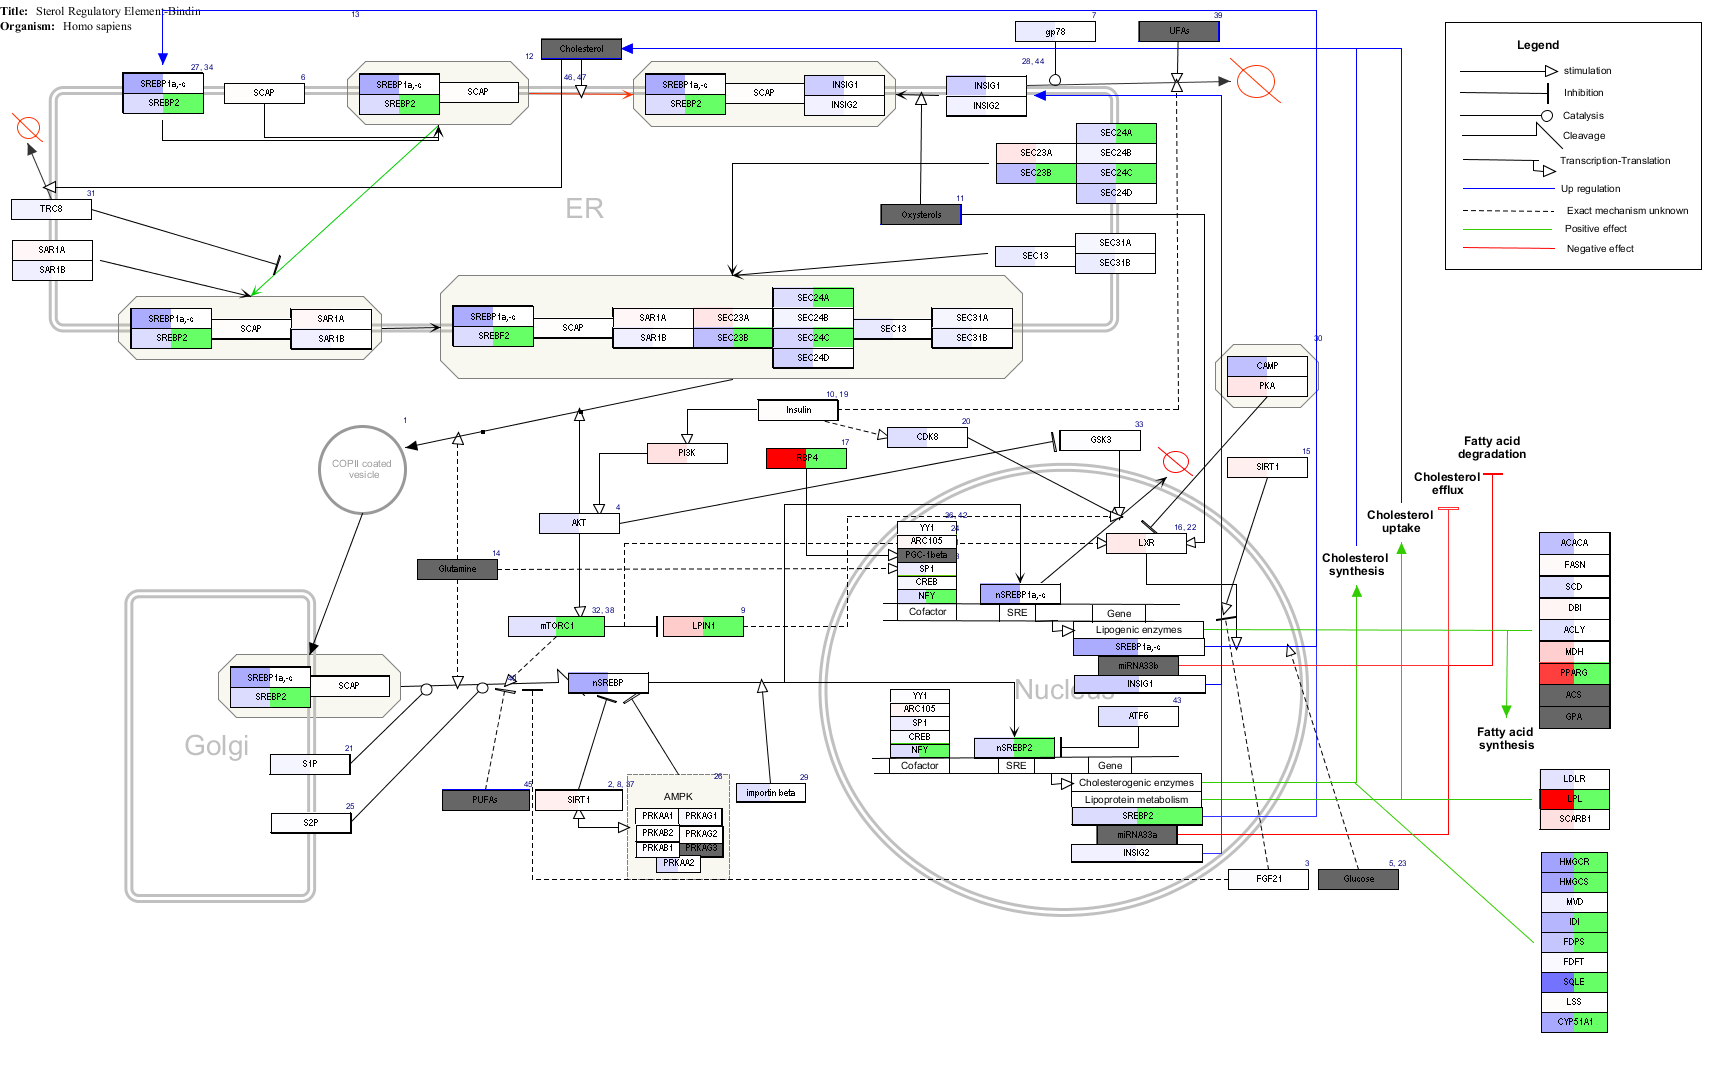 Title: Sterol Regulatory Element-Bindin
Organism: Homo sapiens
13
7
39
gp78
UFAs
Cholesterol
12
46, 47
28, 44
27, 34
6
SREBP1a,-c
SREBP2
SCAP
SREBP1a,-c
SREBP2
SCAP
SREBP1a,-c
SREBP2
SCAP
INSIG1
INSIG2
INSIG1
INSIG2
Legend
stimulation
Inhibition
Catalysis
Cleavage
Transcription-Translation
Up regulation
Exact mechanism unknown
Positive effect
Negative effect
SEC24A
SEC23A
SEC24B
SEC23B
SEC24C
SEC24D
31
TRC8
ER
11
Oxysterols
SAR1A
SAR1B
SEC31A
SEC13
SEC31B
SREBP1a,-c
SREBP2
SCAP
SAR1A
SAR1B
SREBP1a,-c
SREBF2
SCAP
SAR1A
SAR1B
SEC23A
SEC23B
SEC24A
SEC24B
SEC24C
SEC24D
SEC13
SEC31A
SEC31B
30
CAMP
PKA
10, 19
Insulin
1
20
CDK8
33
GSK3
17
RBP4
PI3K
COPII coated
vesicle
15
SIRT1
Fatty acid
degradation
Cholesterol
efflux
Cholesterol
uptake
Cholesterol
synthesis
4
AKT
36, 42
YY1
24
ARC105
PGC-1beta
SP1
CREB
NFY
Cofactor
SRE
Gene
16, 22
LXR
14
Glutamine
nSREBP1a,-c
32, 38
mTORC1
9
LPIN1
Lipogenic enzymes
SREBP1a,-c
miRNA33b
INSIG1
ACACA
FASN
SCD
DBI
ACLY
MDH
PPARG
ACS
GPA
Fatty acid
synthesis
SREBP1a,-c
SREBP2
SCAP
nSREBP
Nucleus
Golgi
YY1
ARC105
SP1
CREB
NFY
Cofactor
SRE
Gene
43
ATF6
nSREBP2
21
S1P
25
S2P
45
PUFAs
2, 8, 37
SIRT1
26
AMPK
PRKAA1
PRKAG1
PRKAB2
PRKAG2
PRKAB1
PRKAG3
PRKAA2
29
importin beta
Cholesterogenic enzymes
Lipoprotein metabolism
SREBP2
miRNA33a
INSIG2
LDLR
LPL
SCARB1
3
FGF21
5, 23
Glucose
HMGCR
HMGCS
MVD
IDI
FDPS
FDFT
SQLE
LSS
CYP51A1